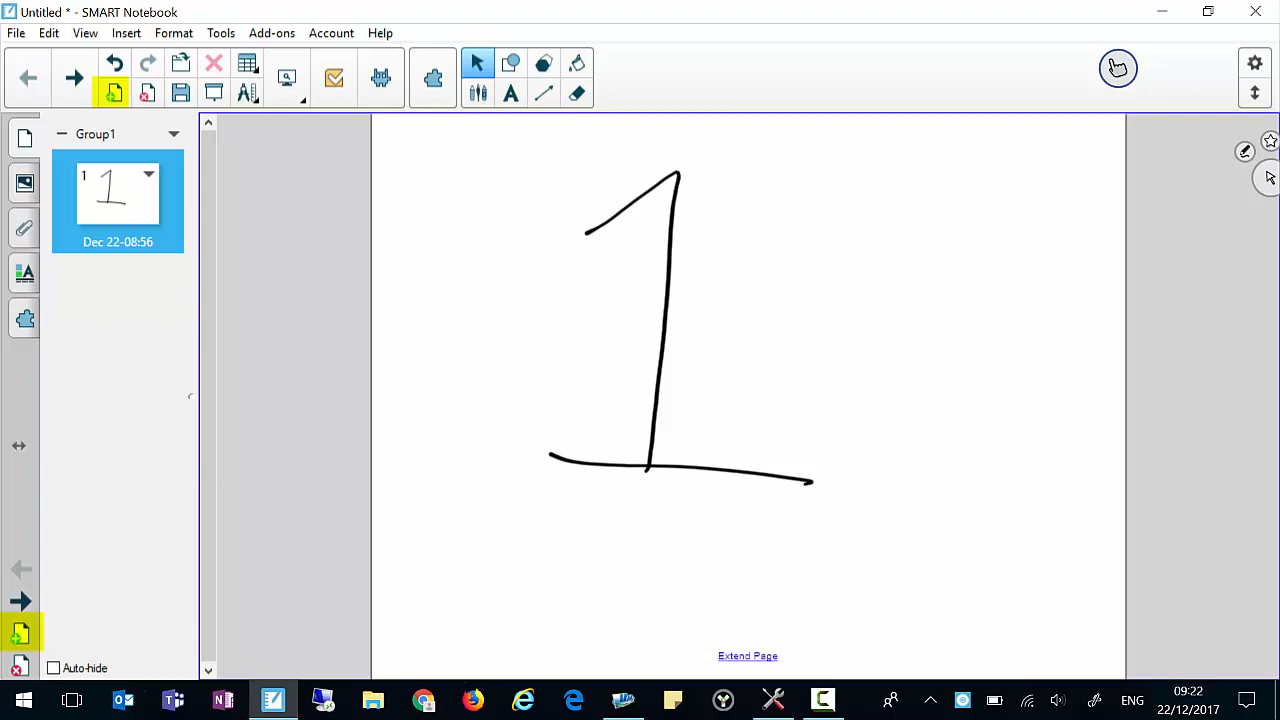 Untitled * - SMART Notebook
File Edit View Insert Format Tools Add-ons Account Help
Group1
1
1
Dec 22-08:56
1
Auto-hide
Extend Page
ENG
09:22
22/12/2017